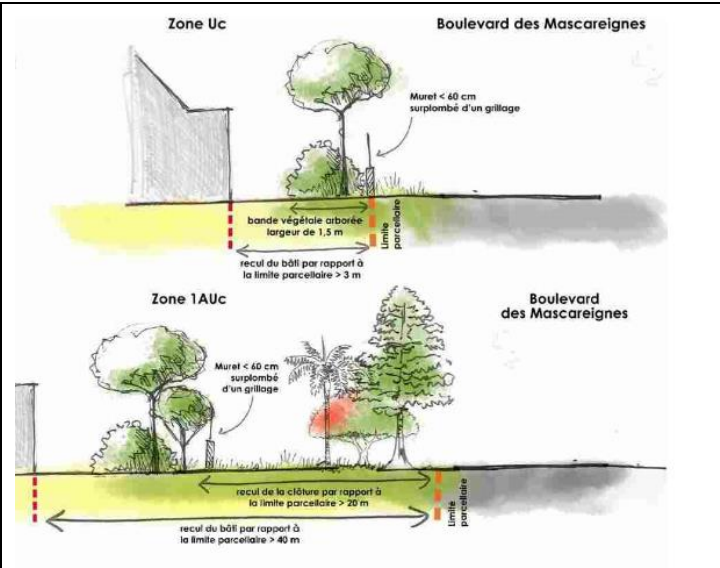 Zone Uc
Boulevard des Mascareignes
Muret < 60 cm
surplombé d'un grillage
bande végétale arborée
largeur de 1,5 m
Limite
parcellaire
recul du bâti par rapport à
la limite parcellaire > 3 m
Zone 1AUc
Boulevard
des Mascareignes
Muret < 60 cm
surplombé
d'un grillage
recul de la clôture par rapport à
la limite parcellaire > 20 m
Limite
parcellaire
recul du bâti par rapport à
la limite parcellaire > 40 m